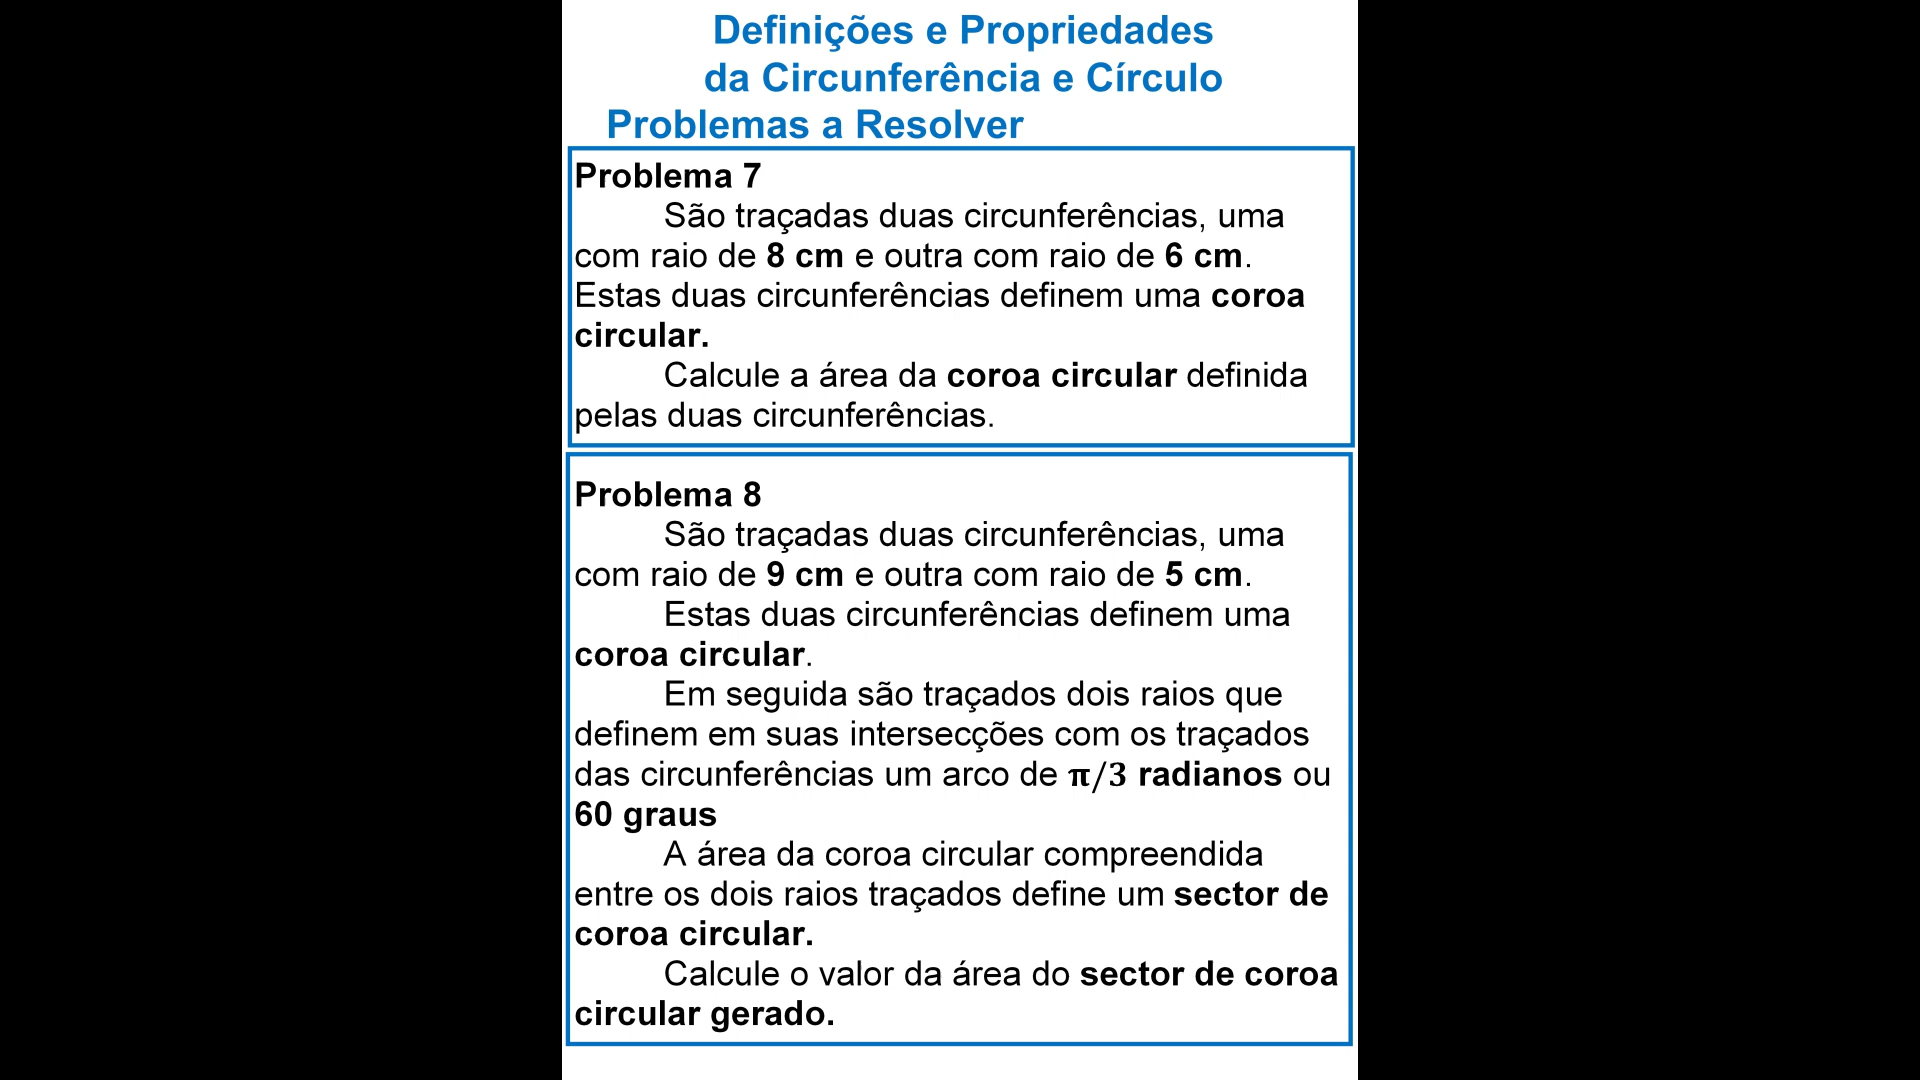 Definições e Propriedades
da Circunferência e Círculo
Problemas a Resolver
Problema 7
São traçadas duas circunferências, uma
com raio de 8 cm e outra com raio de 6 cm.
Estas duas circunferências definem uma coroa
circular.
Calcule a área da coroa circular definida
pelas duas circunferências.
Problema 8
São traçadas duas circunferências, uma
com raio de 9 cm e outra com raio de 5 cm.
Estas duas circunferências definem uma
coroa circular.
Em seguida são traçados dois raios que
definem em suas intersecções com os traçados
das circunferências um arco de π/3 radianos ou
60 graus
A área da coroa circular compreendida
entre os dois raios traçados define um sector de
coroa circular.
Calcule o valor da área do sector de coroa
circular gerado.